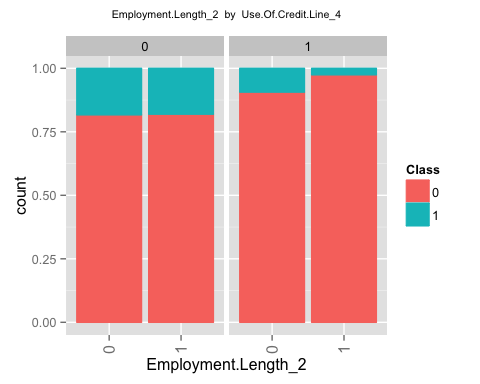 Employment.Length_2 by Use.Of.Credit.Line_4
0 1
1.00
0.75
0.50
0.25
0.00
count
0 1 0 1
Employment.Length_2
Class
0
1